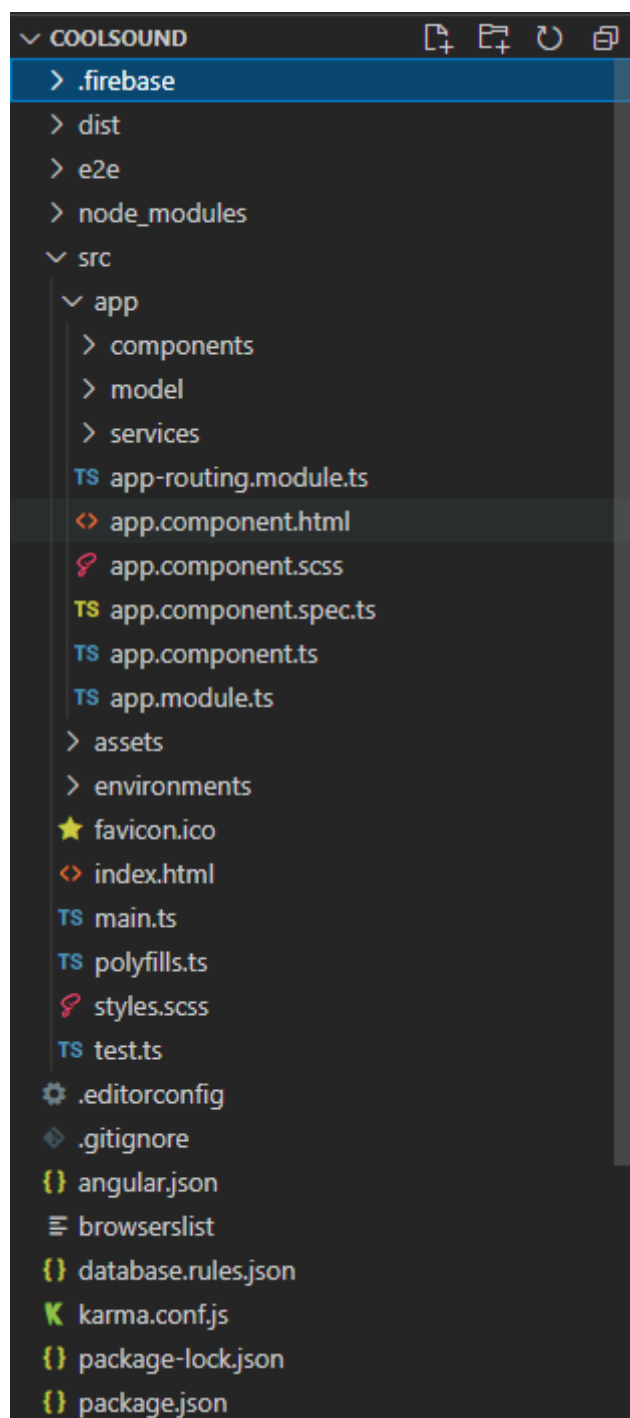 COOLSOUND
.firebase
dist
e2e
node_modules
src
app
components
model
services
TS app-routing.module.ts
<> app.component.html
app.component.scss
TS app.component.spec.ts
TS app.component.ts
TS app.module.ts
assets
environments
favicon.ico
<> index.html
TS main.ts
TS polyfills.ts
styles.scss
TS test.ts
.editorconfig
.gitignore
{} angular.json
browserslist
{} database.rules.json
K karma.conf.js
{} package-lock.json
{} package.json